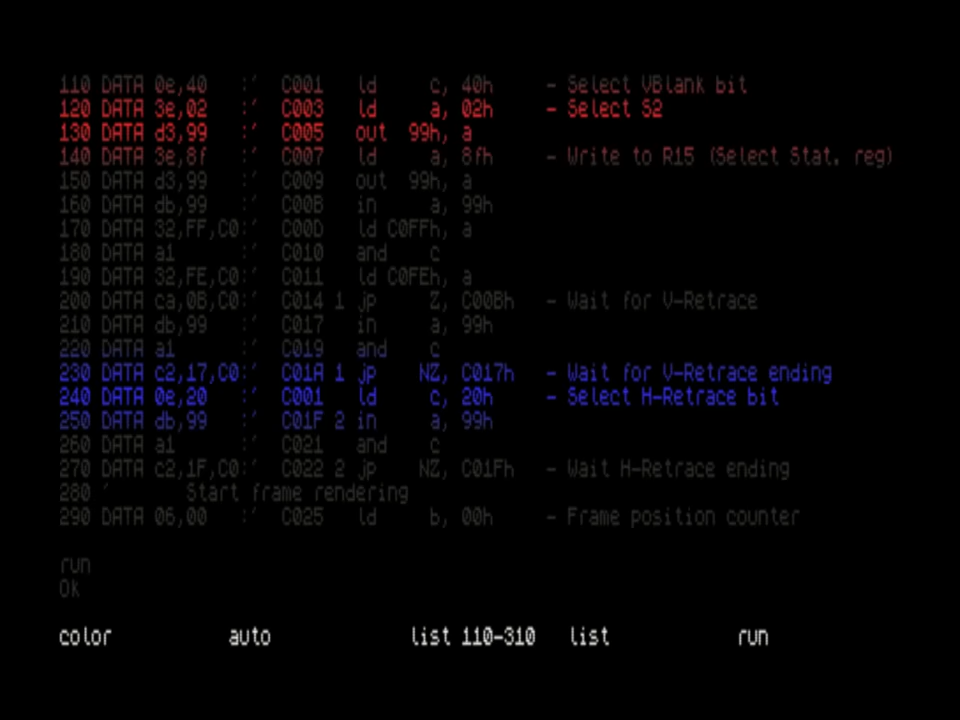 110 DATA 0e,40   :' C001   ld     c, 40h     - Select VBlank bit
120 DATA 3e,02   :' C003   ld     a, 02h     - Select S2
130 DATA d3,99   :' C005   out  99h, a
140 DATA 3e,8f   :' C007   ld     a, 8fh     - Write to R15 (Select Stat. reg)
150 DATA d3,99   :' C009   out  99h, a
160 DATA db,99   :' C00B   in     a, 99h
170 DATA 32,FF,C0:' C00D   ld C0FFh, a
180 DATA a1      :' C010   and    c
190 DATA 32,FE,C0:' C011   ld C0FEh, a
200 DATA ca,0B,C0:' C014 1 jp     Z, C00Bh   - Wait for V-Retrace
210 DATA db,99   :' C017   in     a, 99h
220 DATA a1      :' C019   and    c
230 DATA c2,17,C0:' C01A 1 jp    NZ, C017h   - Wait for V-Retrace ending
240 DATA 0e,20   :' C001   ld     c, 20h     - Select H-Retrace bit
250 DATA db,99   :' C01F 2 in     a, 99h
260 DATA a1      :' C021   and    c
270 DATA c2,1F,C0:' C022 2 jp    NZ, C01Fh   - Wait H-Retrace ending
280 '       Start frame rendering
290 DATA 06,00   :' C025   ld     b, 00h     - Frame position counter
run
Ok
color auto list 110-310 list run